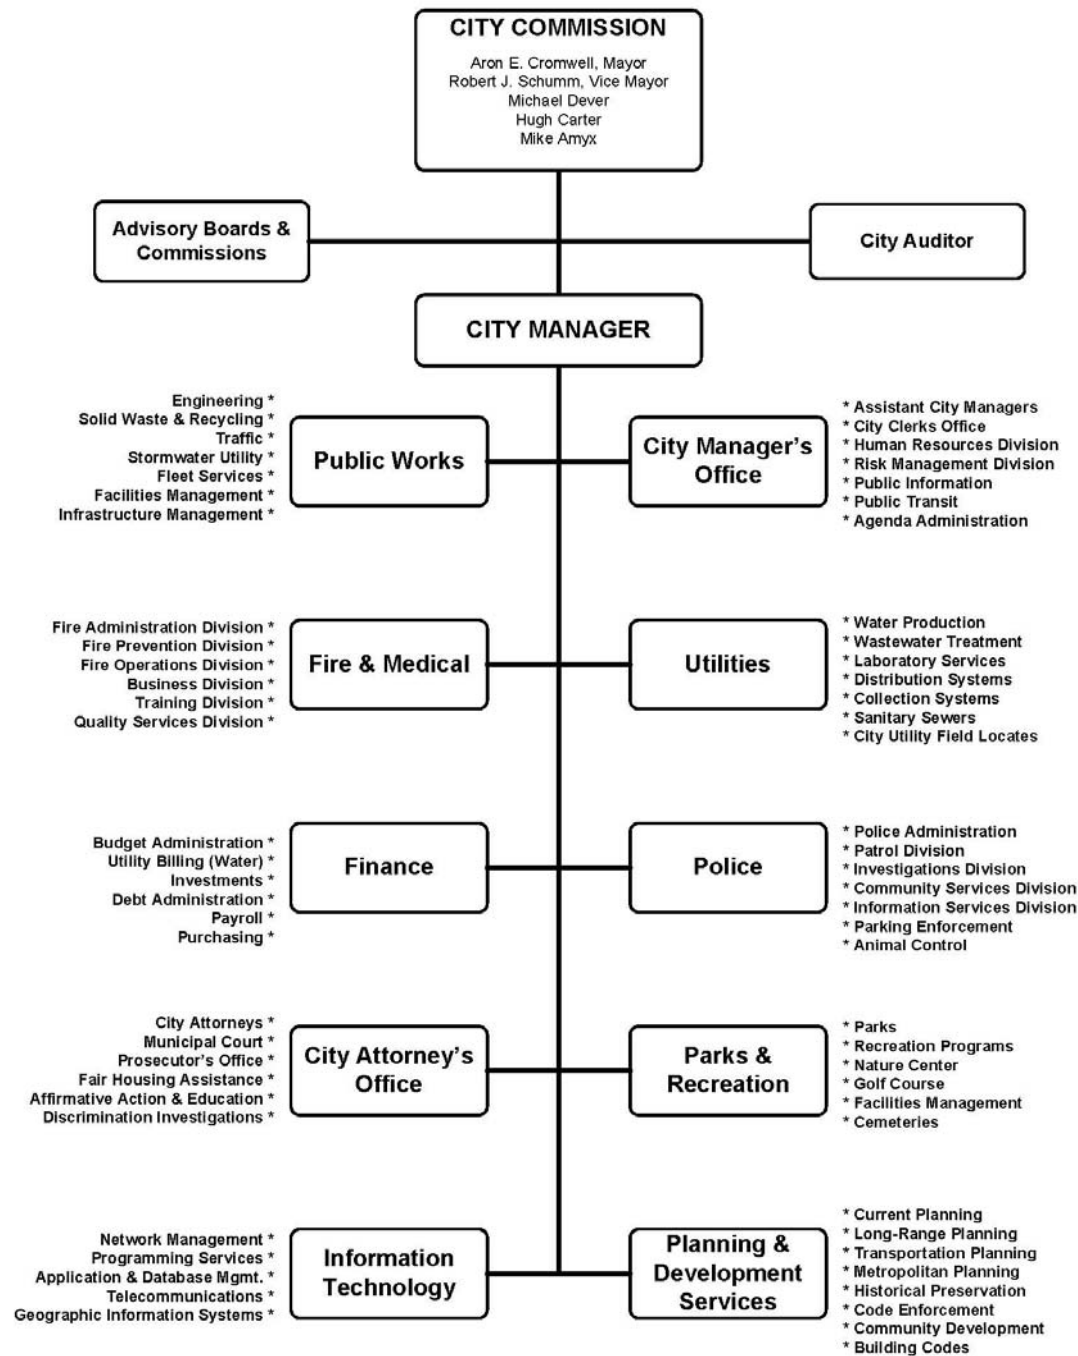 CITY COMMISSION
Aron E. Cromwell, Mayor
Robert J. Schumm, Vice Mayor
Michael Dever
Hugh Carter
Mike Amyx
Advisory Boards &
Commissions
City Auditor
CITY MANAGER
Engineering *
Solid Waste & Recycling *
Traffic *
Stormwater Utility *
Fleet Services *
Facilities Management *
Infrastructure Management *
Public Works
City Manager's
Office
* Assistant City Managers
* City Clerks Office
* Human Resources Division
* Risk Management Division
* Public Information
* Public Transit
* Agenda Administration
Fire Administration Division *
Fire Prevention Division *
Fire Operations Division *
Business Division *
Training Division *
Quality Services Division *
Fire & Medical
Utilities
* Water Production
* Wastewater Treatment
* Laboratory Services
* Distribution Systems
* Collection Systems
* Sanitary Sewers
* City Utility Field Locates
Budget Administration *
Utility Billing (Water) *
Investments *
Debt Administration *
Payroll *
Purchasing *
Finance
Police
* Police Administration
* Patrol Division
* Investigations Division
* Community Services Division
* Information Services Division
* Parking Enforcement
* Animal Control
City Attorneys *
Municipal Court *
Prosecutor's Office *
Fair Housing Assistance *
Affirmative Action & Education *
Discrimination Investigations *
City Attorney's
Office
Parks &
Recreation
* Parks
* Recreation Programs
* Nature Center
* Golf Course
* Facilities Management
* Cemeteries
Network Management *
Programming Services *
Application & Database Mgmt. *
Telecommunications *
Geographic Information Systems *
Information
Technology
Planning &
Development
Services
* Current Planning
* Long-Range Planning
* Transportation Planning
* Metropolitan Planning
* Historical Preservation
* Code Enforcement
* Community Development
* Building Codes